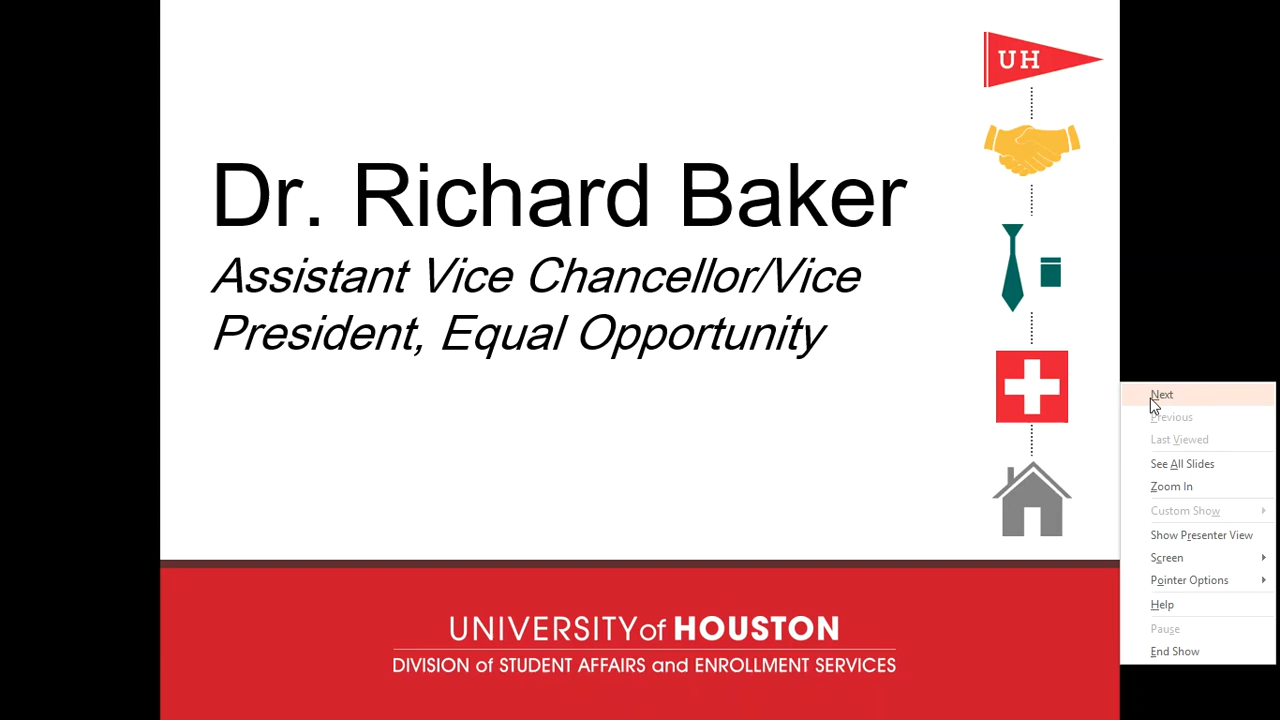 UH
Dr. Richard Baker
Assistant Vice Chancellor/Vice
President, Equal Opportunity
Next
Previous
Last Viewed
See All Slides
Zoom In
Custom Show
Show Presenter View
Screen
Pointer Options
Help
Pause
End Show
UNIVERSITY of HOUSTON
DIVISION of STUDENT AFFAIRS and ENROLLMENT SERVICES